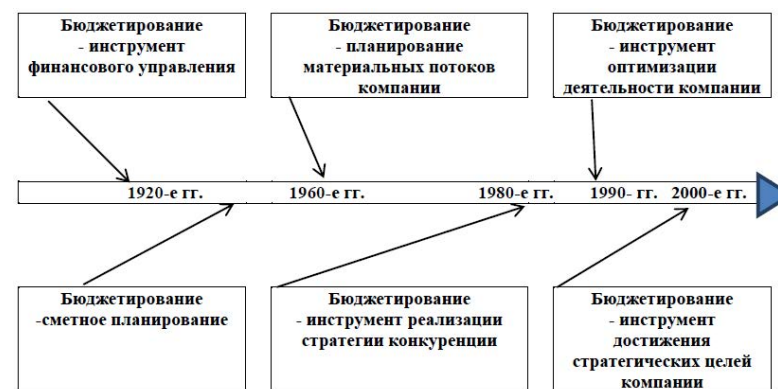 Бюджетирование
- инструмент
финансового управления
Бюджетирование
- планирование
материальных потоков
компании
Бюджетирование
- инструмент
оптимизации
деятельности компании
1920-е гг.
1960-е гг.
1980-е гг.
1990- гг.
2000-е гг.
Бюджетирование
-сметное планирование
Бюджетирование
- инструмент реализации
стратегии конкуренции
Бюджетирование
- инструмент
достижения
стратегических целей
компании